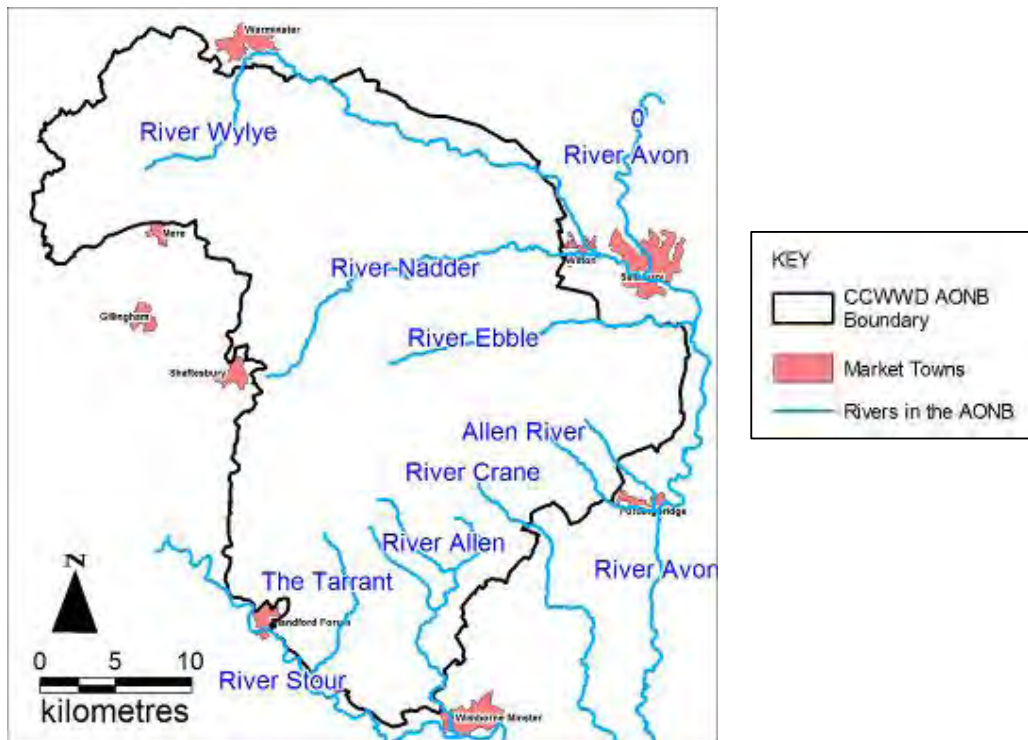 Warminster
River Wylye
0
River Avon
Mere
River Nadder
Wilton
Salisbury
Gillingham
River Ebble
Shaftesbury
Allen River
River Crane
Fordingbridge
River Allen
The Tarrant
River Avon
N
Blandford Forum
0 5 10
kilometres
River Stour
Wimborne Minster
KEY
CCWWD AONB
Boundary
Market Towns
Rivers in the AONB